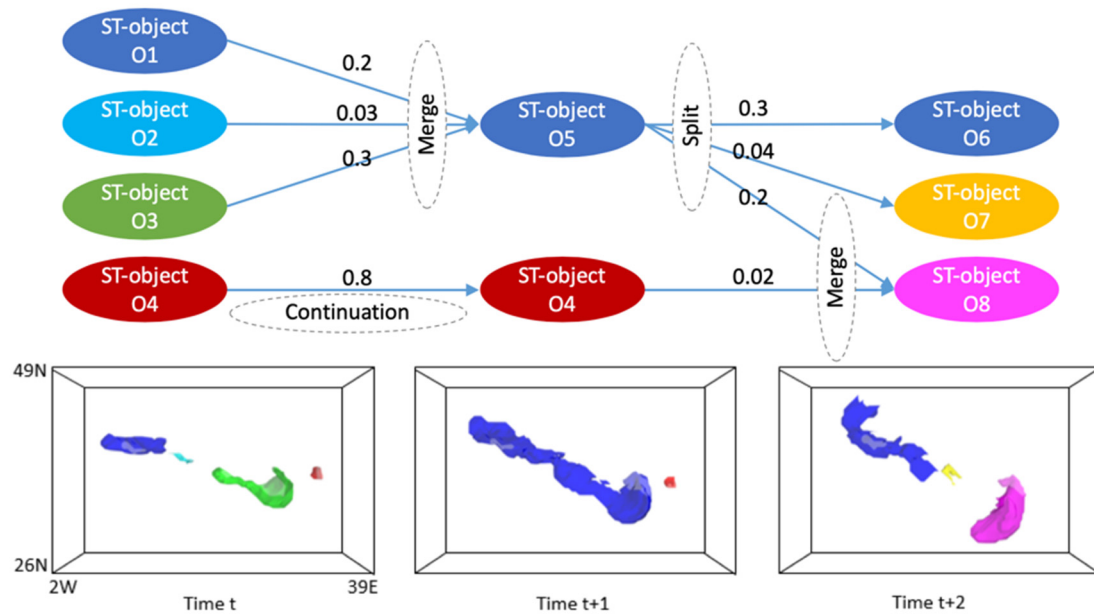 ST-object
O1
ST-object
O2
ST-object
O3
ST-object
O4
0.2
0.03
0.3
0.8
Continuation
Merge
ST-object
O5
ST-object
O4
Split
0.3
0.04
0.2
0.02
Merge
ST-object
O6
ST-object
O7
ST-object
O8
49N
26N
2W
39E
Time t
Time t+1
Time t+2